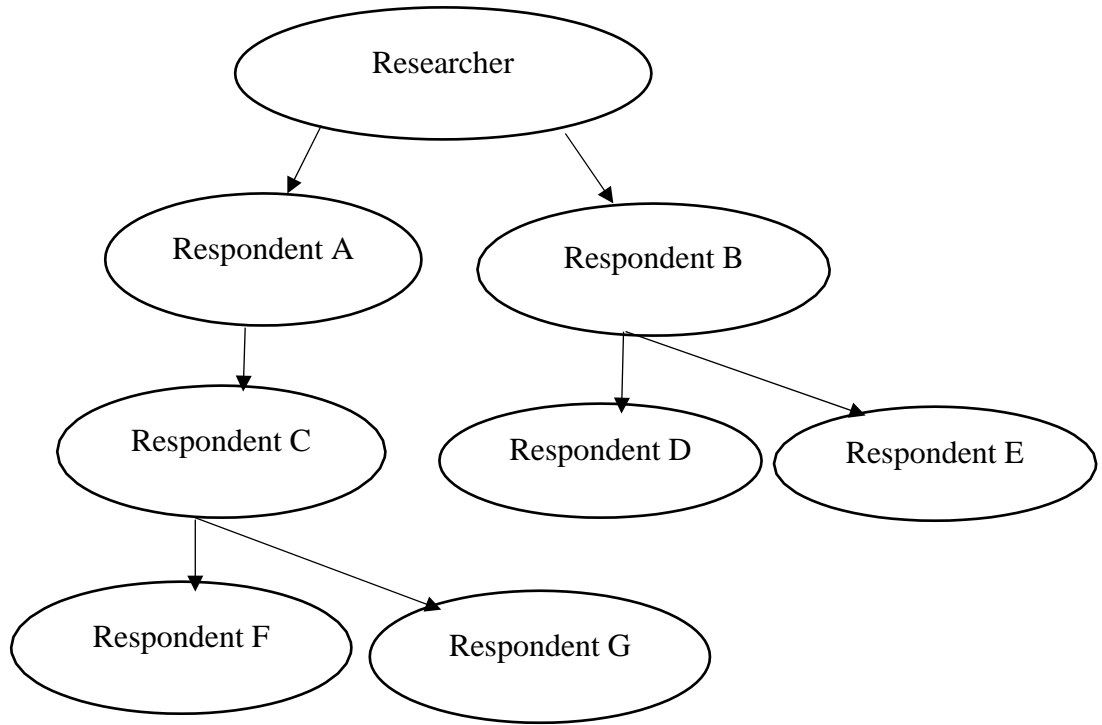 Researcher
Respondent A
Respondent B
Respondent C
Respondent D
Respondent E
Respondent F
Respondent G